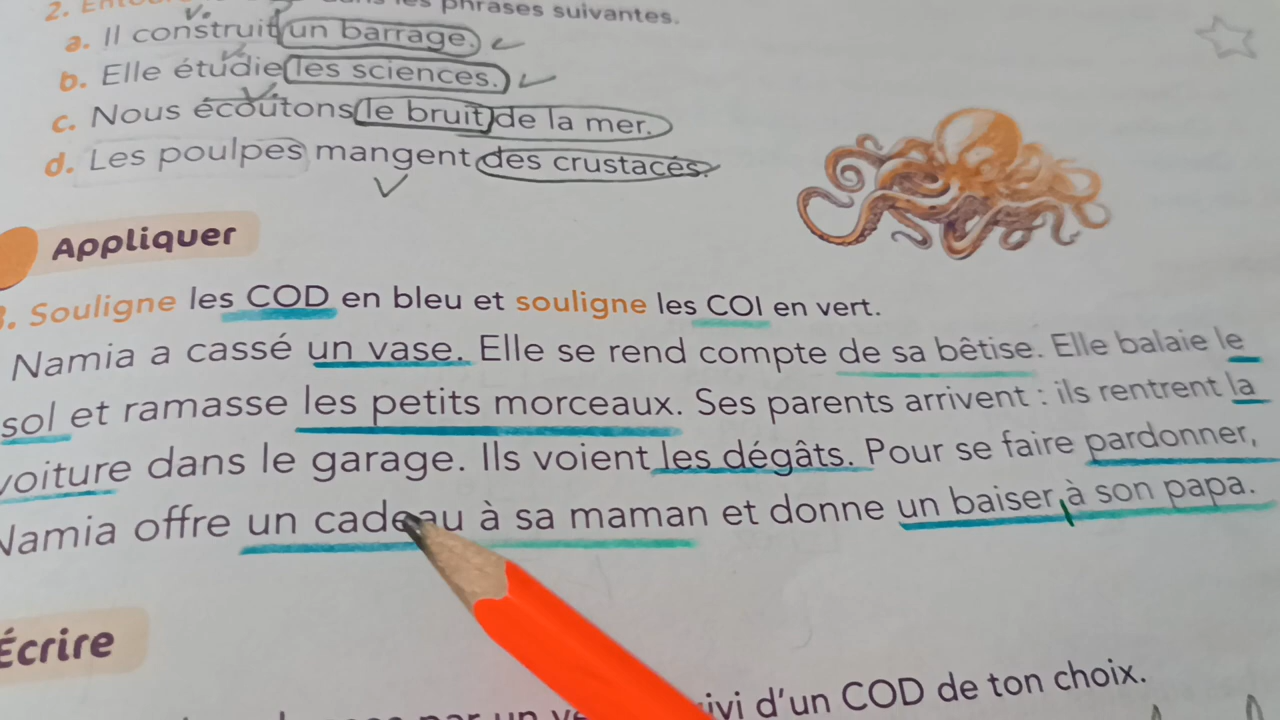 2. phrases suivantes.
a. Il construit un barrage.
b. Elle étudie les sciences.
c. Nous écoutons le bruit de la mer.
d. Les poulpes mangent des crustacés.
Appliquer
3. Souligne les COD en bleu et souligne les COI en vert.
Namia a cassé un vase. Elle se rend compte de sa bêtise. Elle balaie le
sol et ramasse les petits morceaux. Ses parents arrivent : ils rentrent la
voiture dans le garage. Ils voient les dégâts. Pour se faire pardonner,
Namia offre un cadeau à sa maman et donne un baiser à son papa.
Écrire
d'un COD de ton choix.